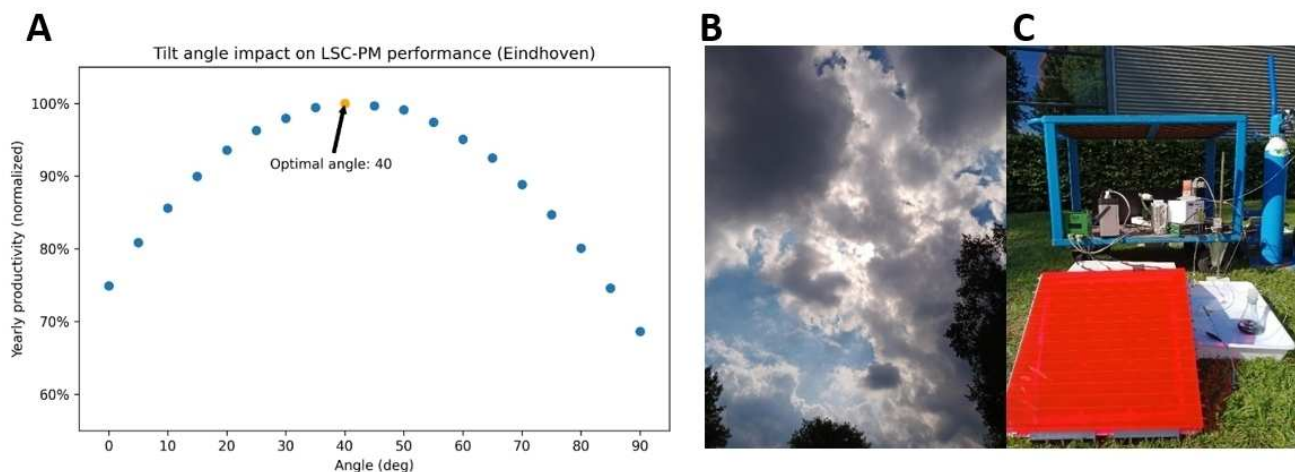 A
Tilt angle impact on LSC-PM performance (Eindhoven)
Yearly productivity (normalized)
100%
90%
80%
70%
60%
Optimal angle: 40
0 10 20 30 40 50 60 70 80 90
Angle (deg)
B
C